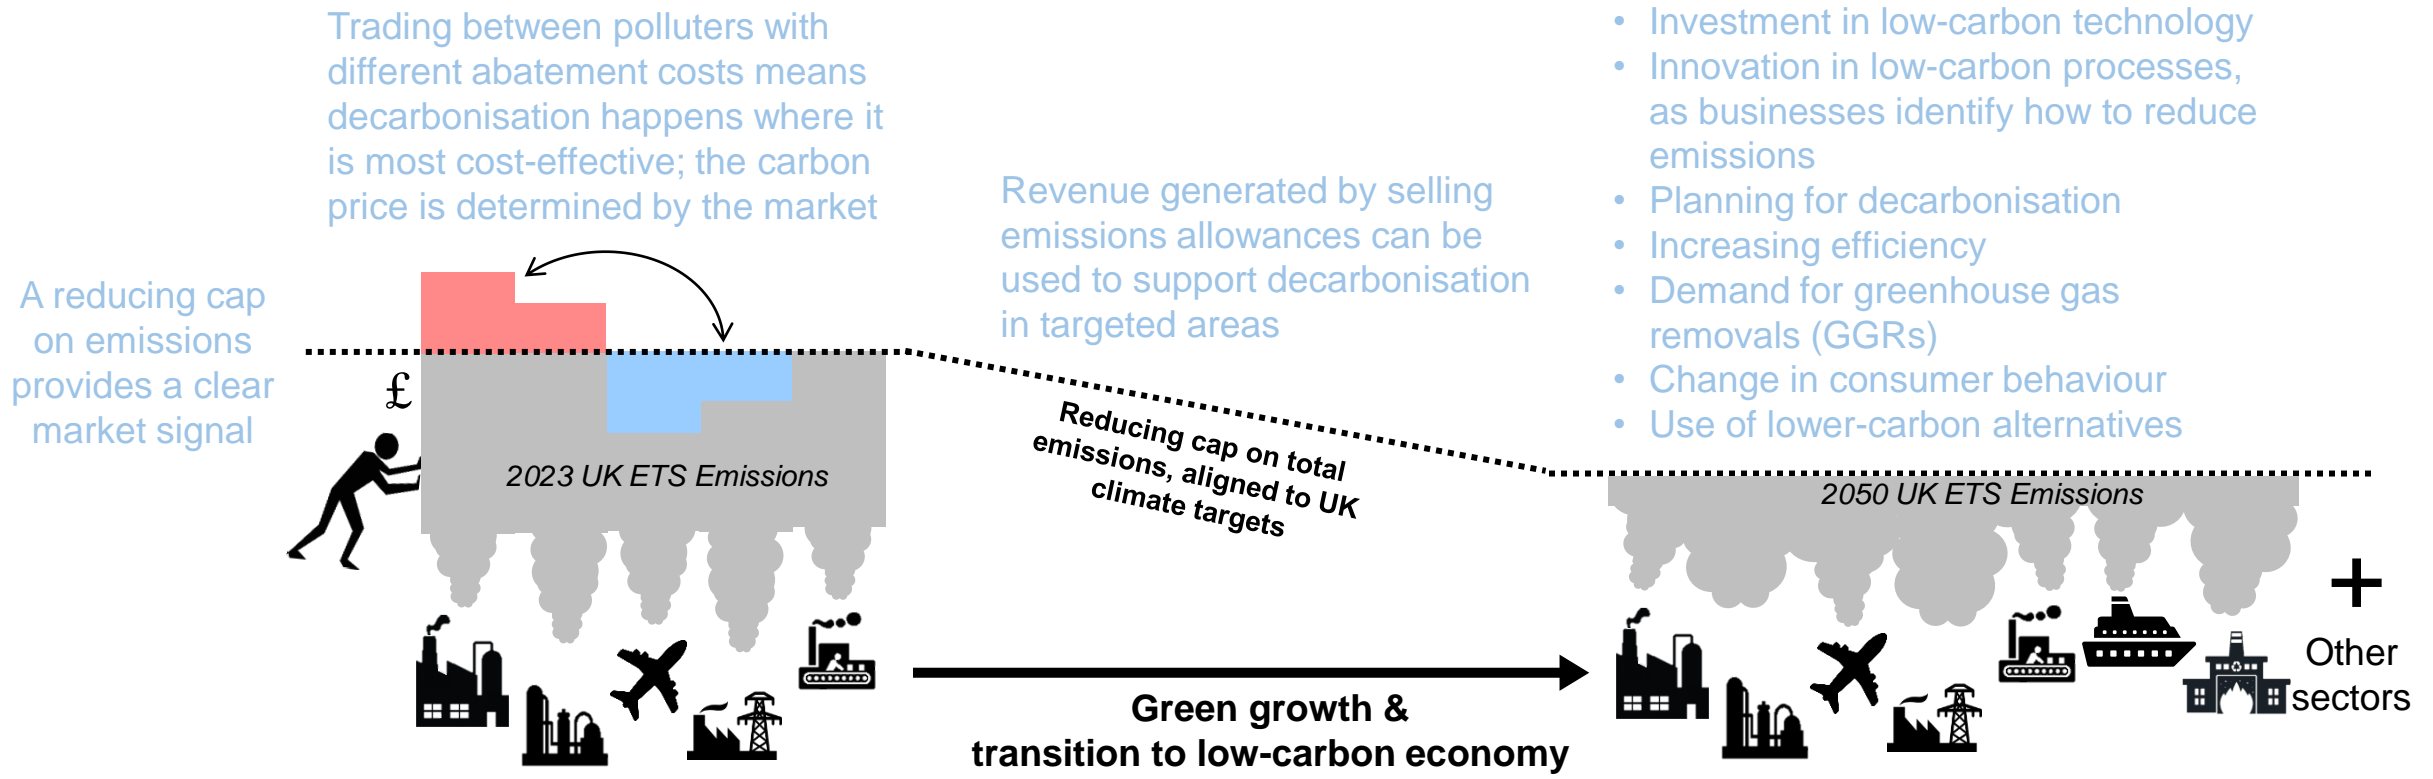 Trading between polluters with
different abatement costs means
decarbonisation happens where it
is most cost-effective; the carbon
price is determined by the market
A reducing cap
on emissions
provides a clear
market signal
£
2023 UK ETS Emissions
Revenue generated by selling
emissions allowances can be
used to support decarbonisation
in targeted areas
Reducing cap on total
emissions, aligned to UK
climate targets
Green growth &
transition to low-carbon economy
• Investment in low-carbon technology
• Innovation in low-carbon processes,
as businesses identify how to reduce
emissions
• Planning for decarbonisation
• Increasing efficiency
• Demand for greenhouse gas
removals (GGRs)
• Change in consumer behaviour
• Use of lower-carbon alternatives
2050 UK ETS Emissions
+
Other
sectors